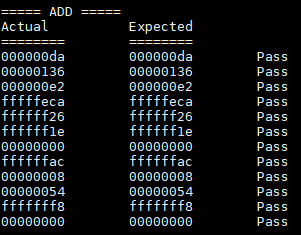 ===== ADD =====
Actual Expected
======== ========
000000da 000000da Pass
00000136 00000136 Pass
000000e2 000000e2 Pass
fffffeca fffffeca Pass
ffffff26 ffffff26 Pass
ffffff1e ffffff1e Pass
00000000 00000000 Pass
ffffffac ffffffac Pass
00000008 00000008 Pass
00000054 00000054 Pass
fffffff8 fffffff8 Pass
00000000 00000000 Pass